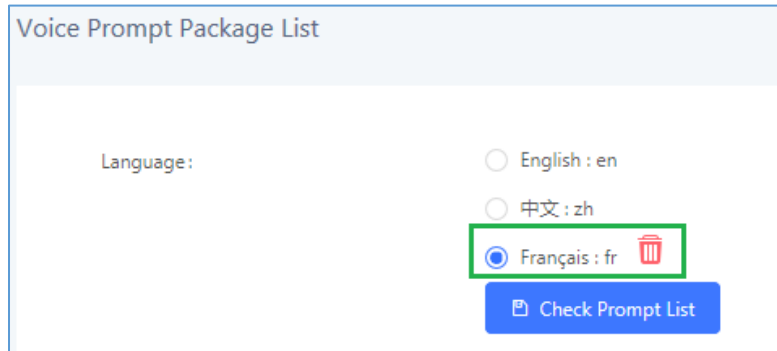 Voice Prompt Package List
Language:
English : en
中文 : zh
Français : fr
Check Prompt List